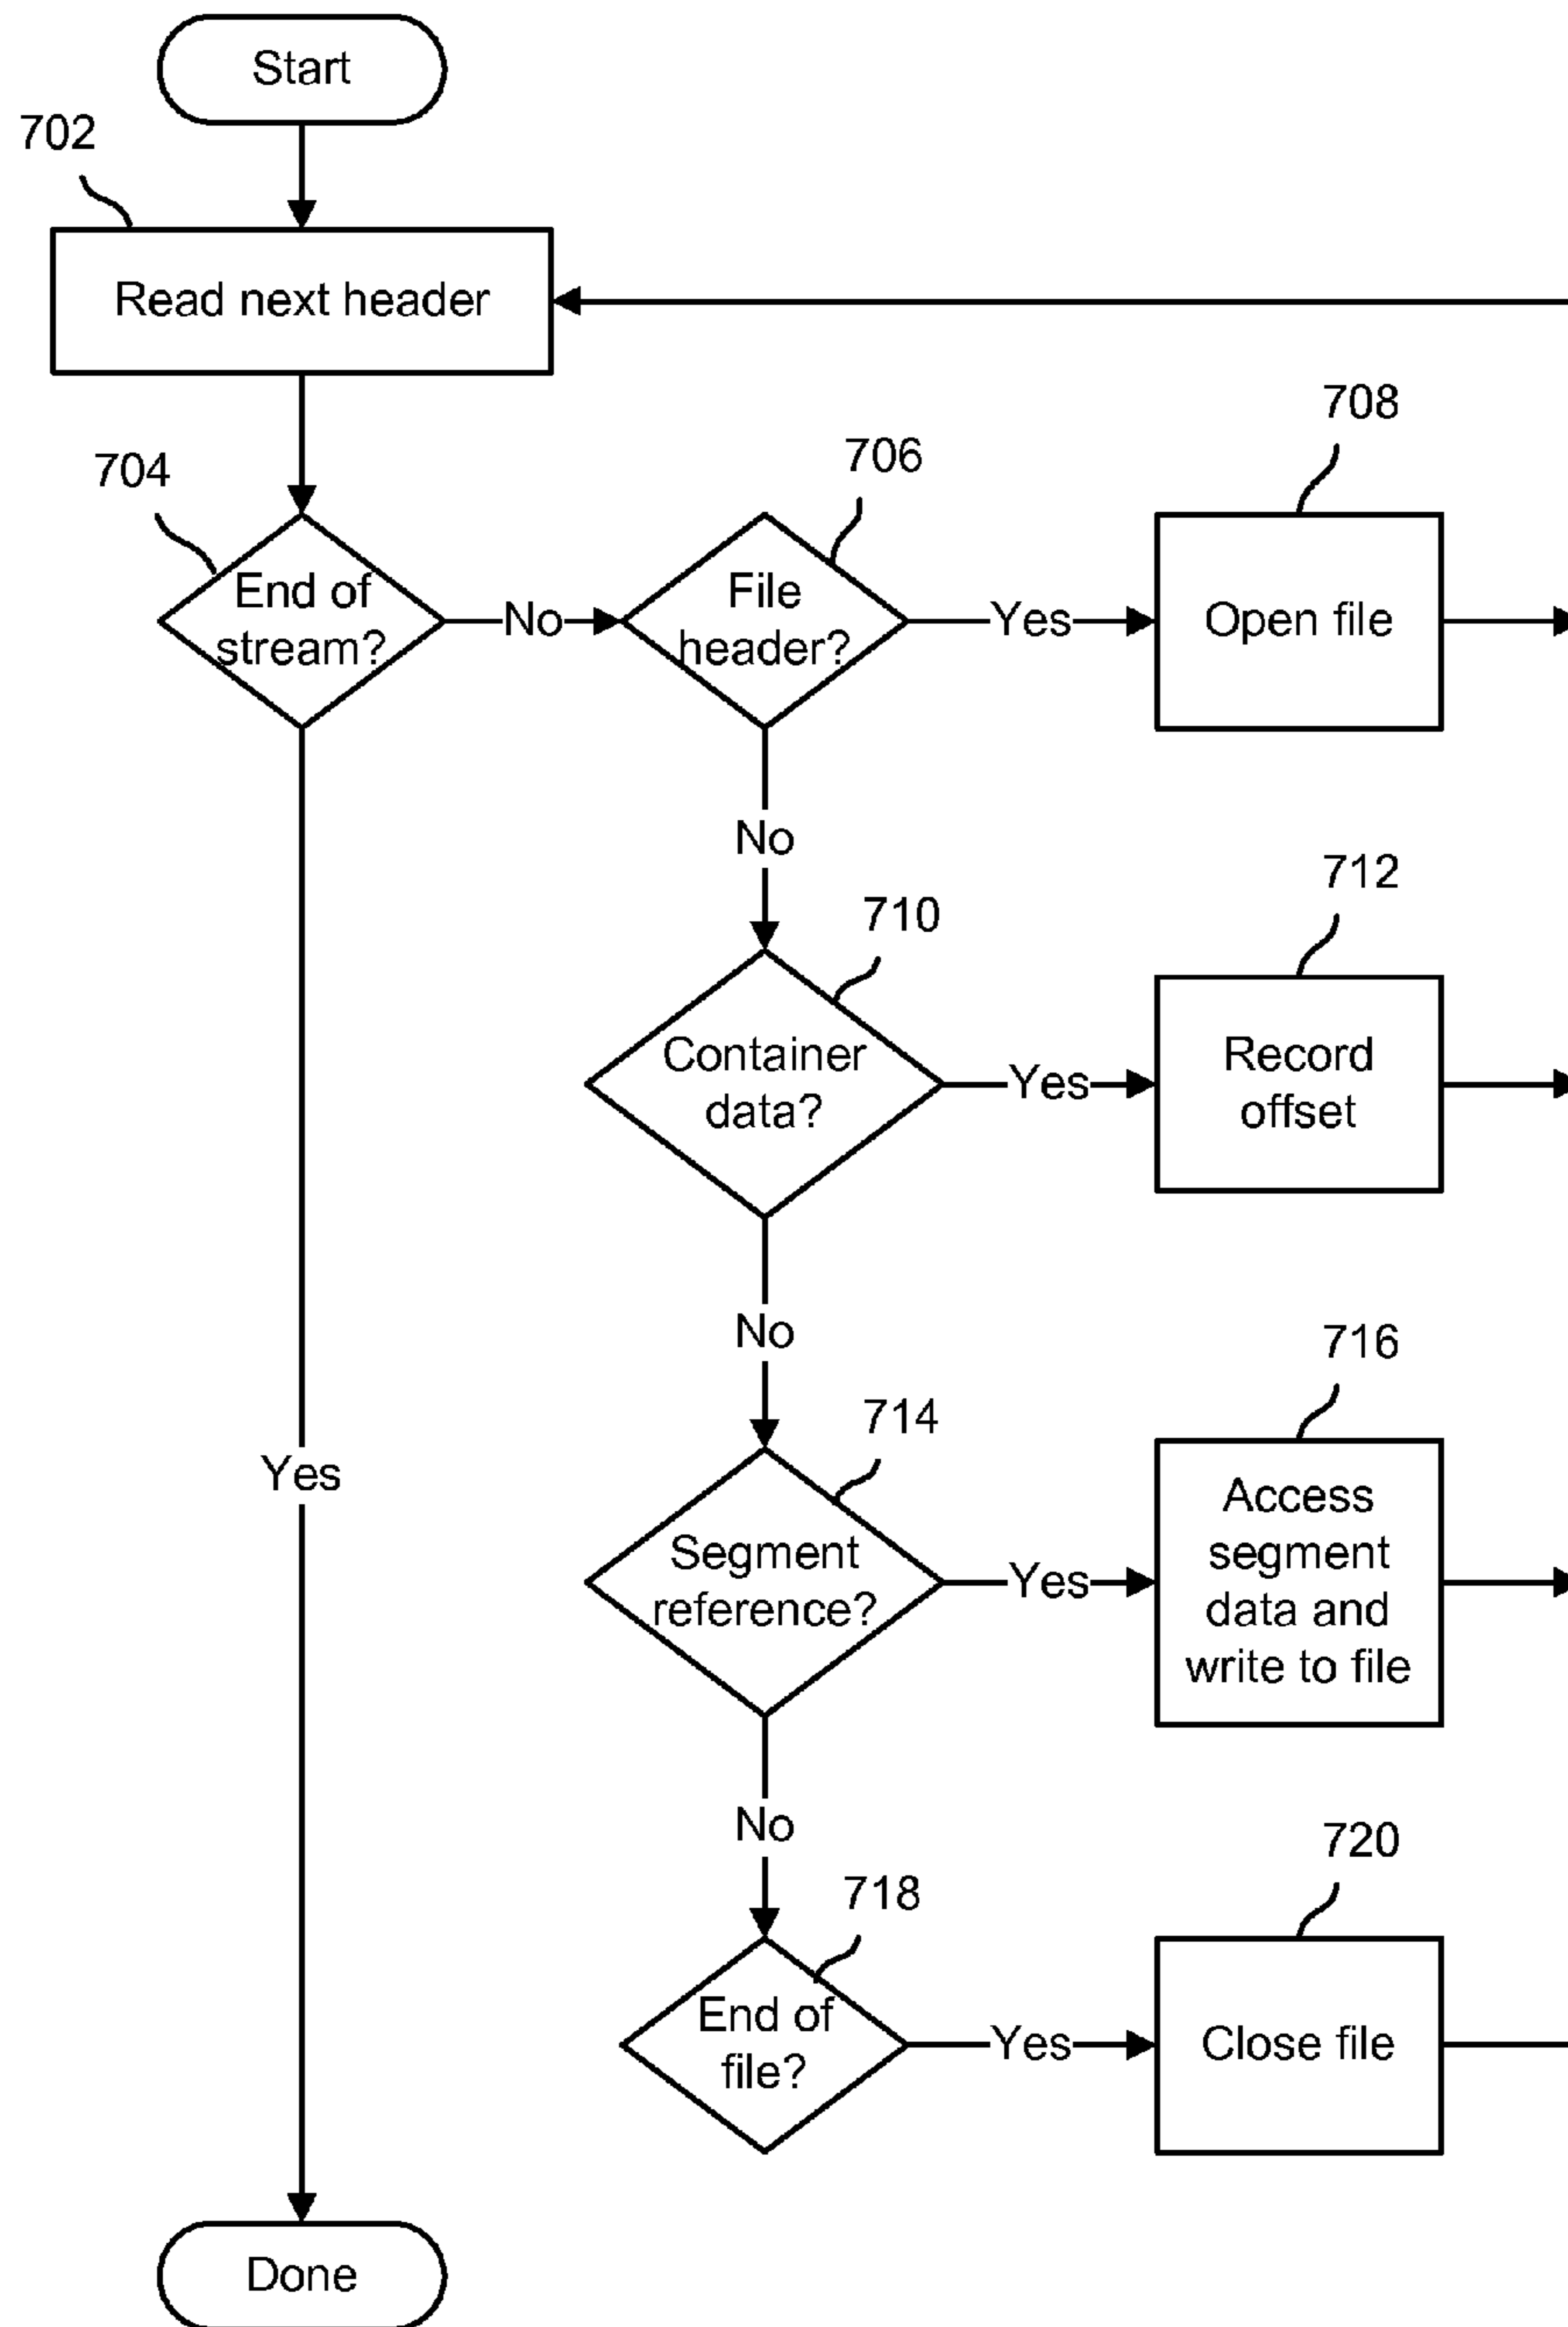 Start
702
Read next header
708
706
704
End of
stream?
No
File
header?
Yes
Open file
No
712
710
Container
data?
Yes
Record
offset
No
716
714
Segment
reference?
Yes
Access
segment
data and
write to file
Yes
No
720
718
End of
file?
Yes
Close file
Done